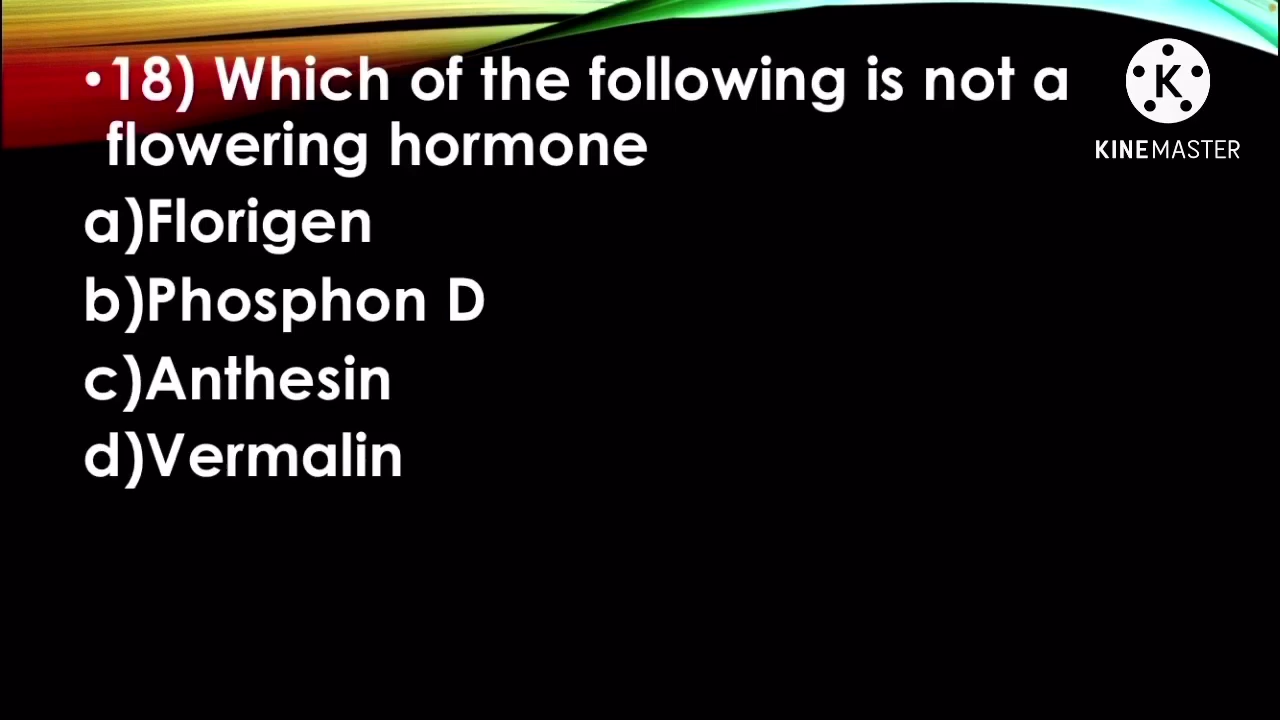 •18) Which of the following is not a
flowering hormone
a)Florigen
b)Phosphon D
c)Anthesin
d)Vermalin
K
KINEMASTER